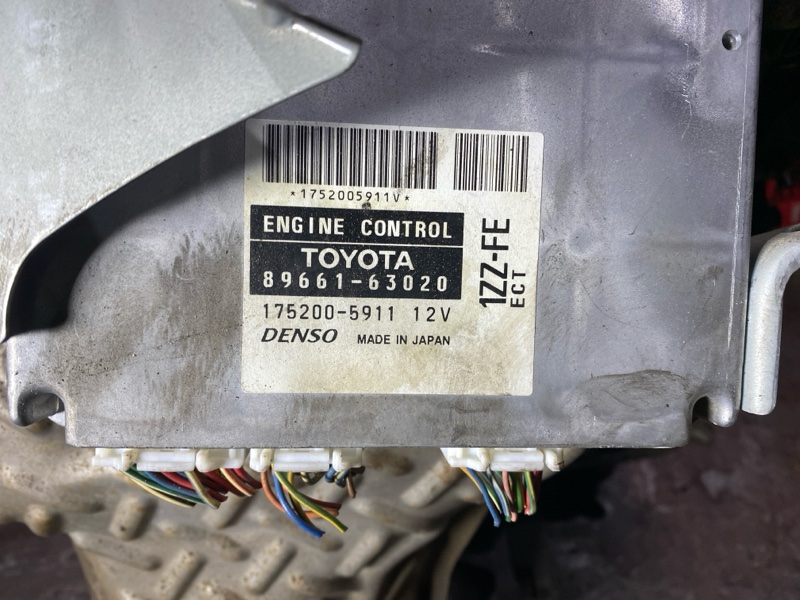 *1752005911V*
ENGINE CONTROL
TOYOTA
89661-63020
175200-5911 12V
DENSO MADE IN JAPAN
1ZZ-FE
ECT